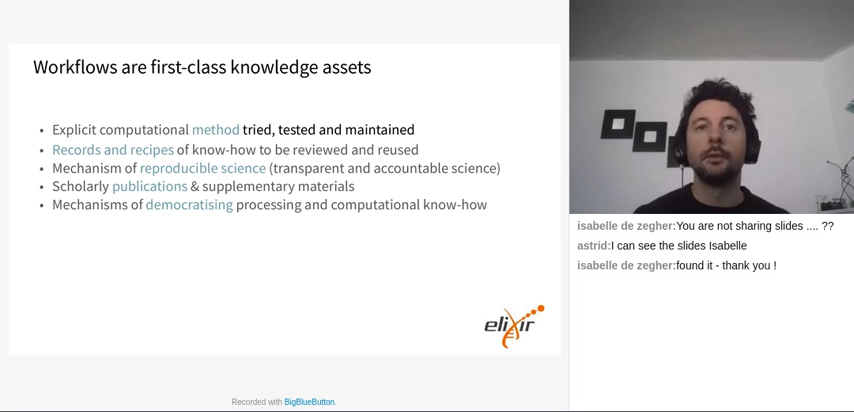 Workflows are first-class knowledge assets
• Explicit computational method tried, tested and maintained
• Records and recipes of know-how to be reviewed and reused
• Mechanism of reproducible science (transparent and accountable science)
• Scholarly publications & supplementary materials
• Mechanisms of democratising processing and computational know-how
elixir
Recorded with BigBlueButton.
isabelle de zegher:You are not sharing slides .... ??
astrid:I can see the slides Isabelle
isabelle de zegher:found it - thank you !